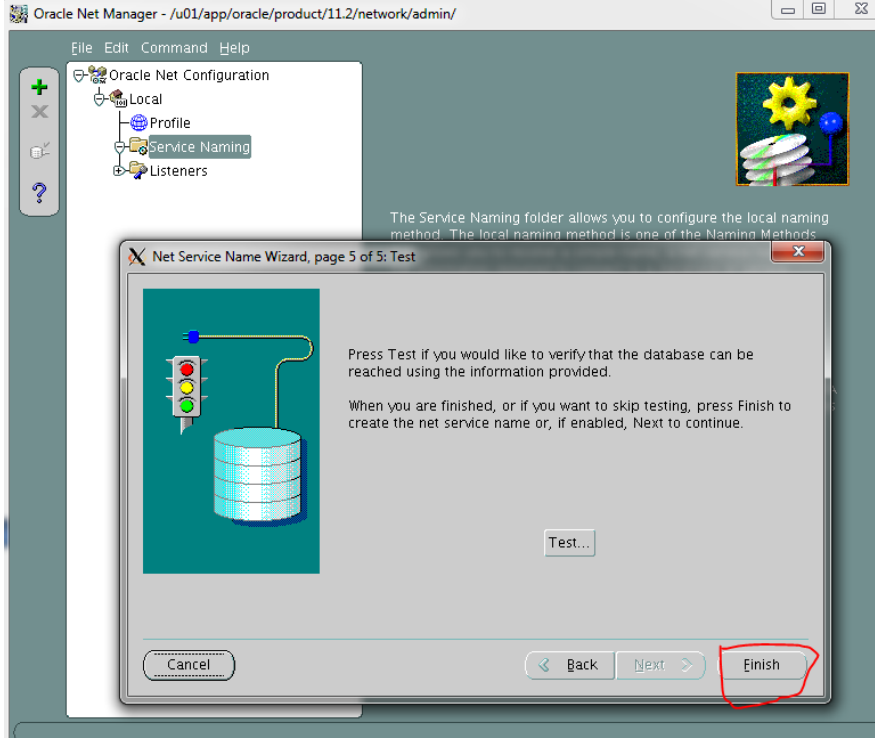 Oracle Net Manager - /u01/app/oracle/product/11.2/network/admin/
File Edit Command Help
Oracle Net Configuration
Local
Profile
Service Naming
Listeners
The Service Naming folder allows you to configure the local naming
method. The local naming method is one of the Naming Methods
Net Service Name Wizard, page 5 of 5: Test
Press Test if you would like to verify that the database can be
reached using the information provided.
When you are finished, or if you want to skip testing, press Finish to
create the net service name or, if enabled, Next to continue.
Test...
Cancel
Back
Next
Finish